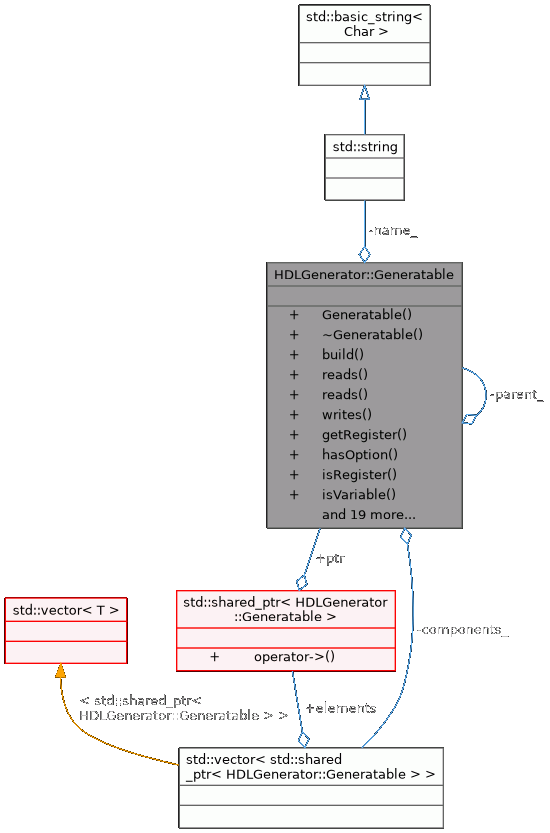 std::basic_string<
Char >
std::string
-name_
HDLGenerator::Generatable
+ Generatable()
+ ~Generatable()
+ build()
+ reads()
+ reads()
+ writes()
+ getRegister()
+ hasOption()
+ isRegister()
+ isVariable()
and 19 more...
-parent_
+ptr
std::vector< T >
std::shared_ptr< HDLGenerator
::Generatable >
+ operator->()
-components_
< std::shared_ptr<
HDLGenerator::Generatable > >
+elements
std::vector< std::shared
_ptr< HDLGenerator::Generatable > >